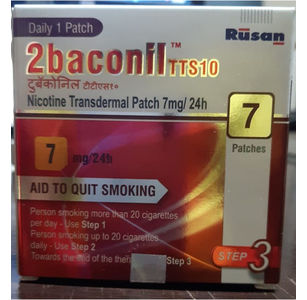 Daily 1 Patch
Rüsan
2baconil™ TTS10
टुबॅकोनिल टीटीएस१०
Nicotine Transdermal Patch 7mg/ 24h
7
Patches
7 mg/24h
AID TO QUIT SMOKING
Person smoking more than 20 cigarettes
per day - Use Step 1
Person smoking up to 20 cigarettes
daily - Use Step 2
Towards the end of the Step 3
STEP 3